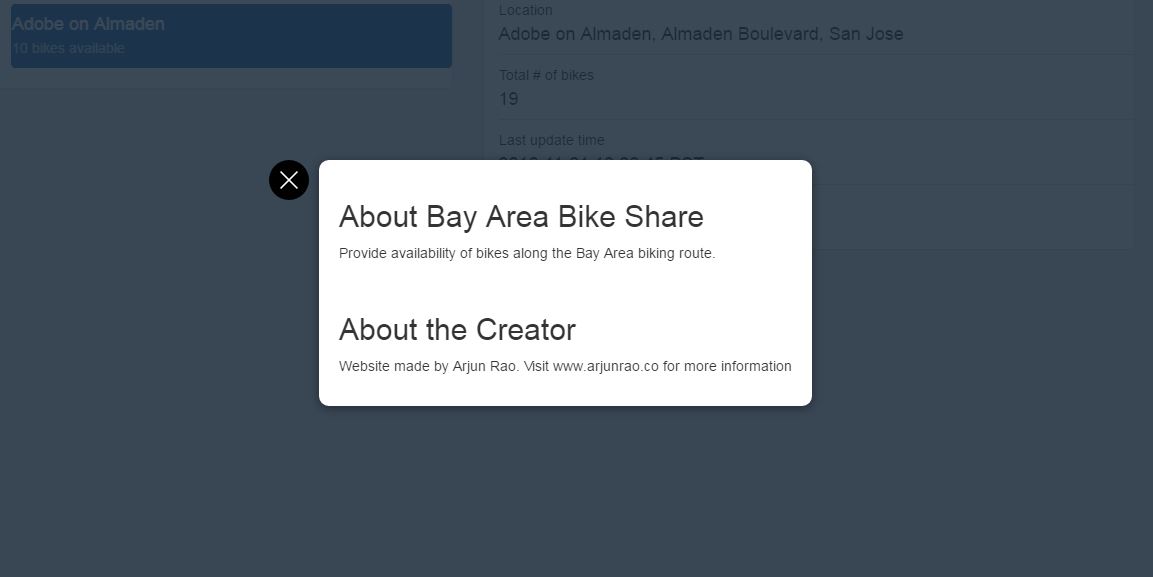 Adobe on Almaden
10 bikes available
Location
Adobe on Almaden, Almaden Boulevard, San Jose
Total # of bikes
19
Last update time
About Bay Area Bike Share
Provide availability of bikes along the Bay Area biking route.
About the Creator
Website made by Arjun Rao. Visit www.arjunrao.co for more information